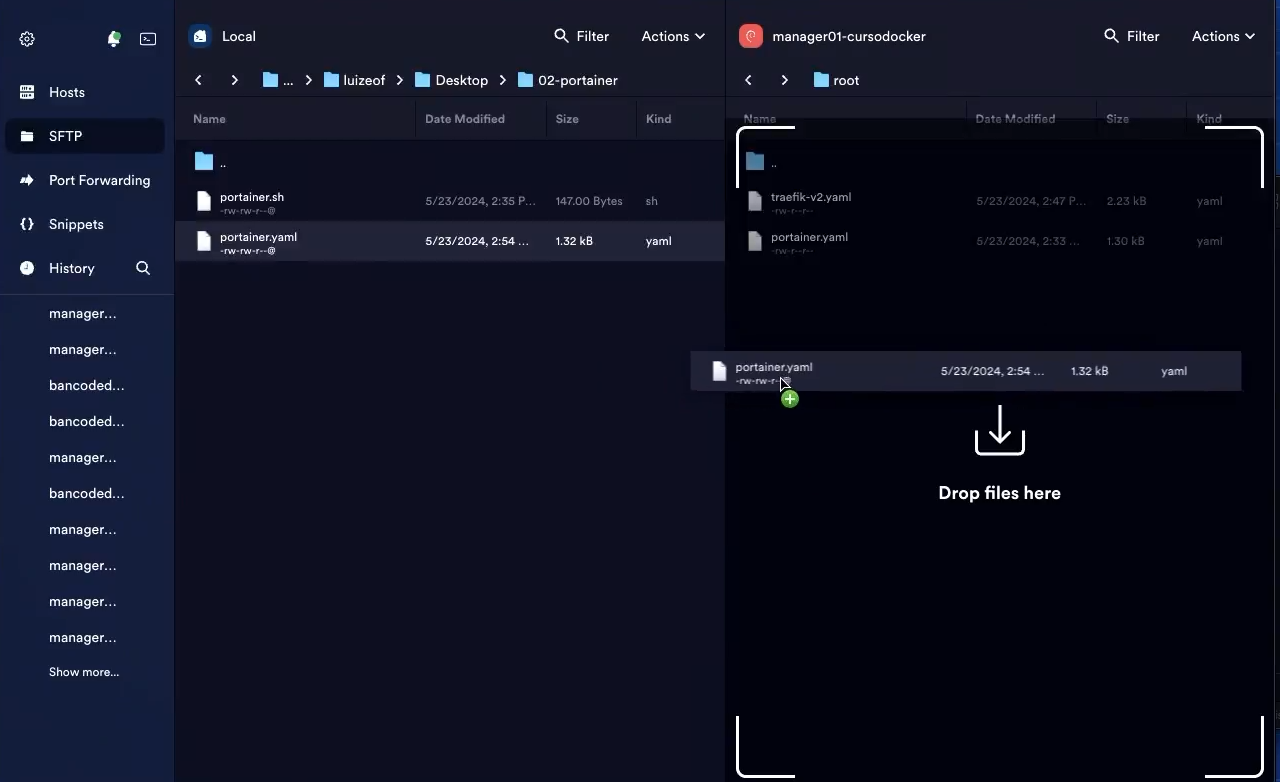 Local
Filter
Actions
manager01-cursodocker
Filter
Actions
... luizeof Desktop 02-portainer
root
Hosts
SFTP
Port Forwarding
Snippets
History
manager...
manager...
bancoded...
bancoded...
manager...
bancoded...
manager...
manager...
manager...
manager...
Show more...
Name Date Modified Size Kind
..
portainer.sh 5/23/2024, 2:35 P... 147.00 Bytes sh
-rw-rw-r--@
portainer.yaml 5/23/2024, 2:54 ... 1.32 kB yaml
-rw-rw-r--@
Name Date Modified Size Kind
..
traefik-v2.yaml 5/23/2024, 2:47 P... 2.23 kB yaml
-rw-r--r--
portainer.yaml 5/23/2024, 2:33 ... 1.30 kB yaml
-rw-r--r--
portainer.yaml 5/23/2024, 2:54 ... 1.32 kB yaml
-rw-rw-r--@
Drop files here